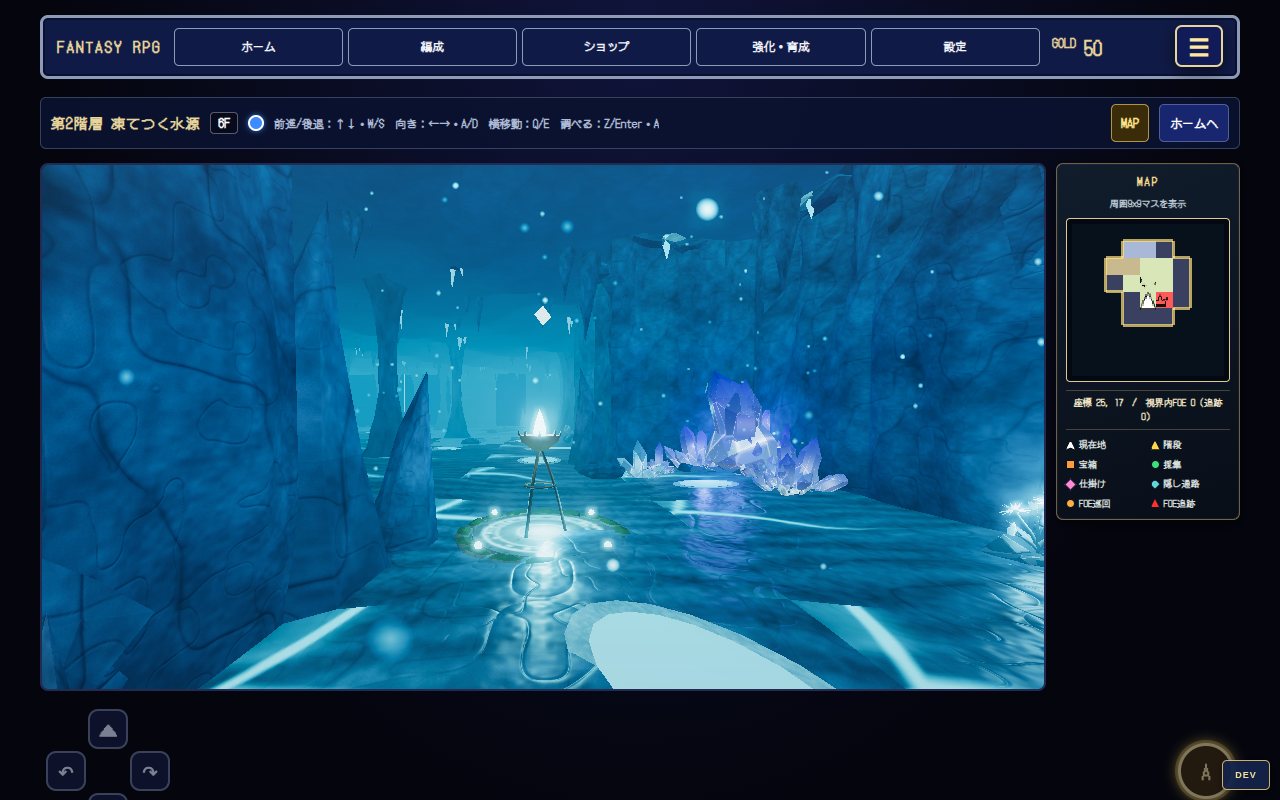 FANTASY RPG
ホーム
編成
ショップ
強化・育成
設定
GOLD 50
第2階層 凍てつく水源
6F
前進/後退：↑↓・W/S 向き：←→・A/D 横移動：Q/E 調べる：Z/Enter・A
MAP
ホームへ
MAP
周囲9x9マスを表示
座標 25, 17 / 視界内FOE 0（追跡
0）
現在地
階段
宝箱
採集
仕掛け
隠し通路
FOE巡回
FOE追跡
A
DEV